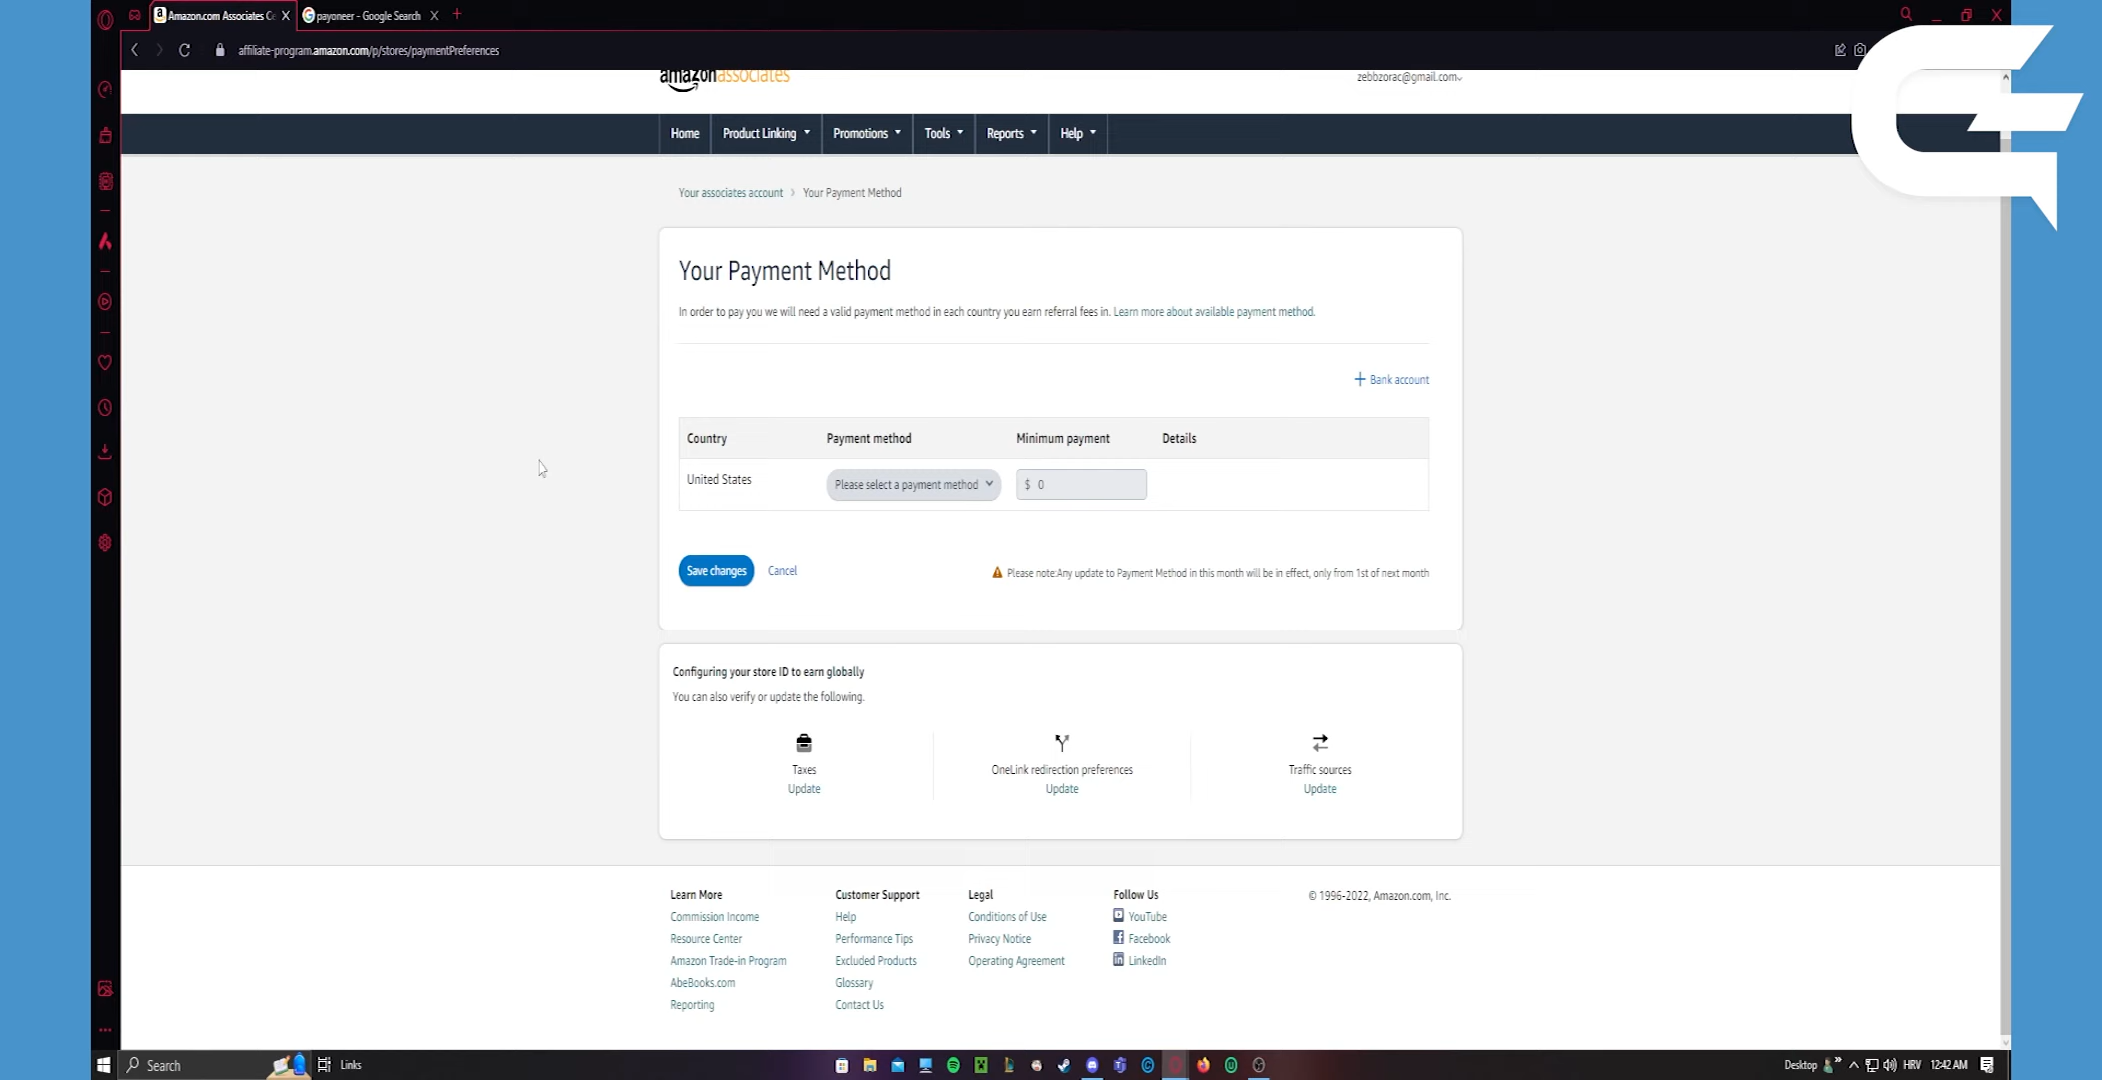 Amazon.com Associates Ce
payoneer - Google Search
affiliate-program.amazon.com/p/stores/paymentPreferences
amazon associates
zebbzorac@gmail.com
Home
Product Linking
Promotions
Tools
Reports
Help
Your associates account › Your Payment Method
Your Payment Method
In order to pay you we will need a valid payment method in each country you earn referral fees in. Learn more about available payment method.
+ Bank account
Country Payment method Minimum payment Details
United States Please select a payment method $ 0
Save changes Cancel
Please note:Any update to Payment Method in this month will be in effect, only from 1st of next month
Configuring your store ID to earn globally
You can also verify or update the following.
Taxes
Update
OneLink redirection preferences
Update
Traffic sources
Update
Learn More
Commission Income
Resource Center
Amazon Trade-in Program
AbeBooks.com
Reporting
Customer Support
Help
Performance Tips
Excluded Products
Glossary
Contact Us
Legal
Conditions of Use
Privacy Notice
Operating Agreement
Follow Us
YouTube
Facebook
LinkedIn
© 1996-2022, Amazon.com, Inc.
Search
Links
Desktop
HRV
12:42 AM